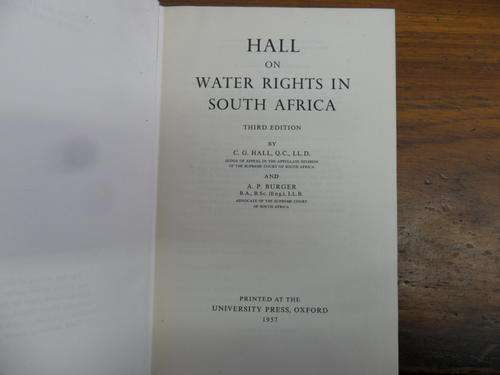 HALL
ON
WATER RIGHTS IN
SOUTH AFRICA
THIRD EDITION
BY
C. G. HALL, Q.C., LL.D.
JUDGE OF APPEAL IN THE APPELLATE DIVISION
OF THE SUPREME COURT OF SOUTH AFRICA
AND
A. P. BURGER
B.A., B.Sc. (Eng.), LL.B.
ADVOCATE OF THE SUPREME COURT
OF SOUTH AFRICA
PRINTED AT THE
UNIVERSITY PRESS, OXFORD
1957